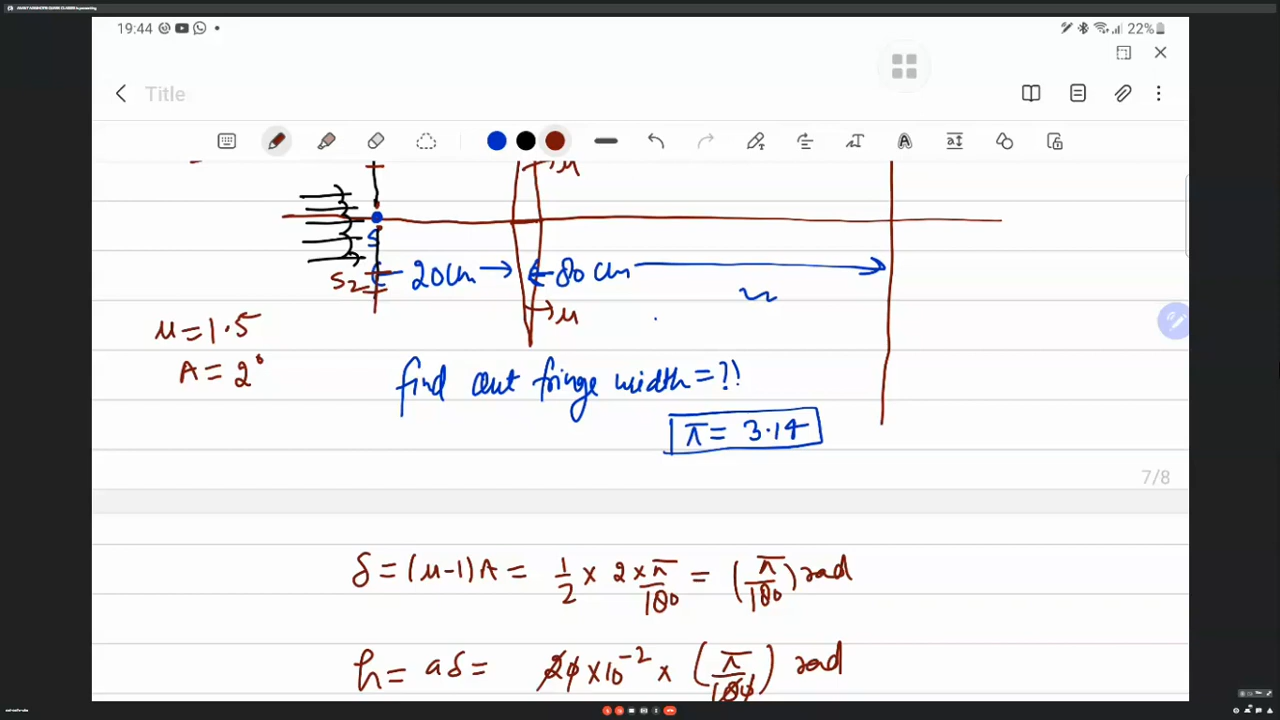 19:44
22%
Title
μ
S
S2
20cm
80 cm
μ
μ=1.5
A = 2°
find out fringe width = ??
π = 3.14
7/8
δ = (μ-1)A = 1/2 × 2 × π/180 = (π/180) rad
h = aδ = 20 × 10⁻² × (π/180) rad